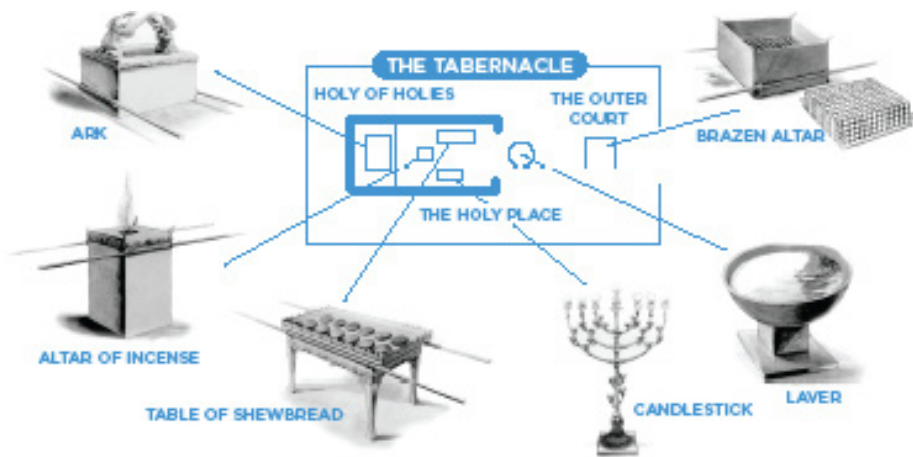 THE TABERNACLE
HOLY OF HOLIES
THE OUTER
COURT
ARK
BRAZEN ALTAR
THE HOLY PLACE
ALTAR OF INCENSE
TABLE OF SHEWBREAD
CANDLESTICK
LAVER